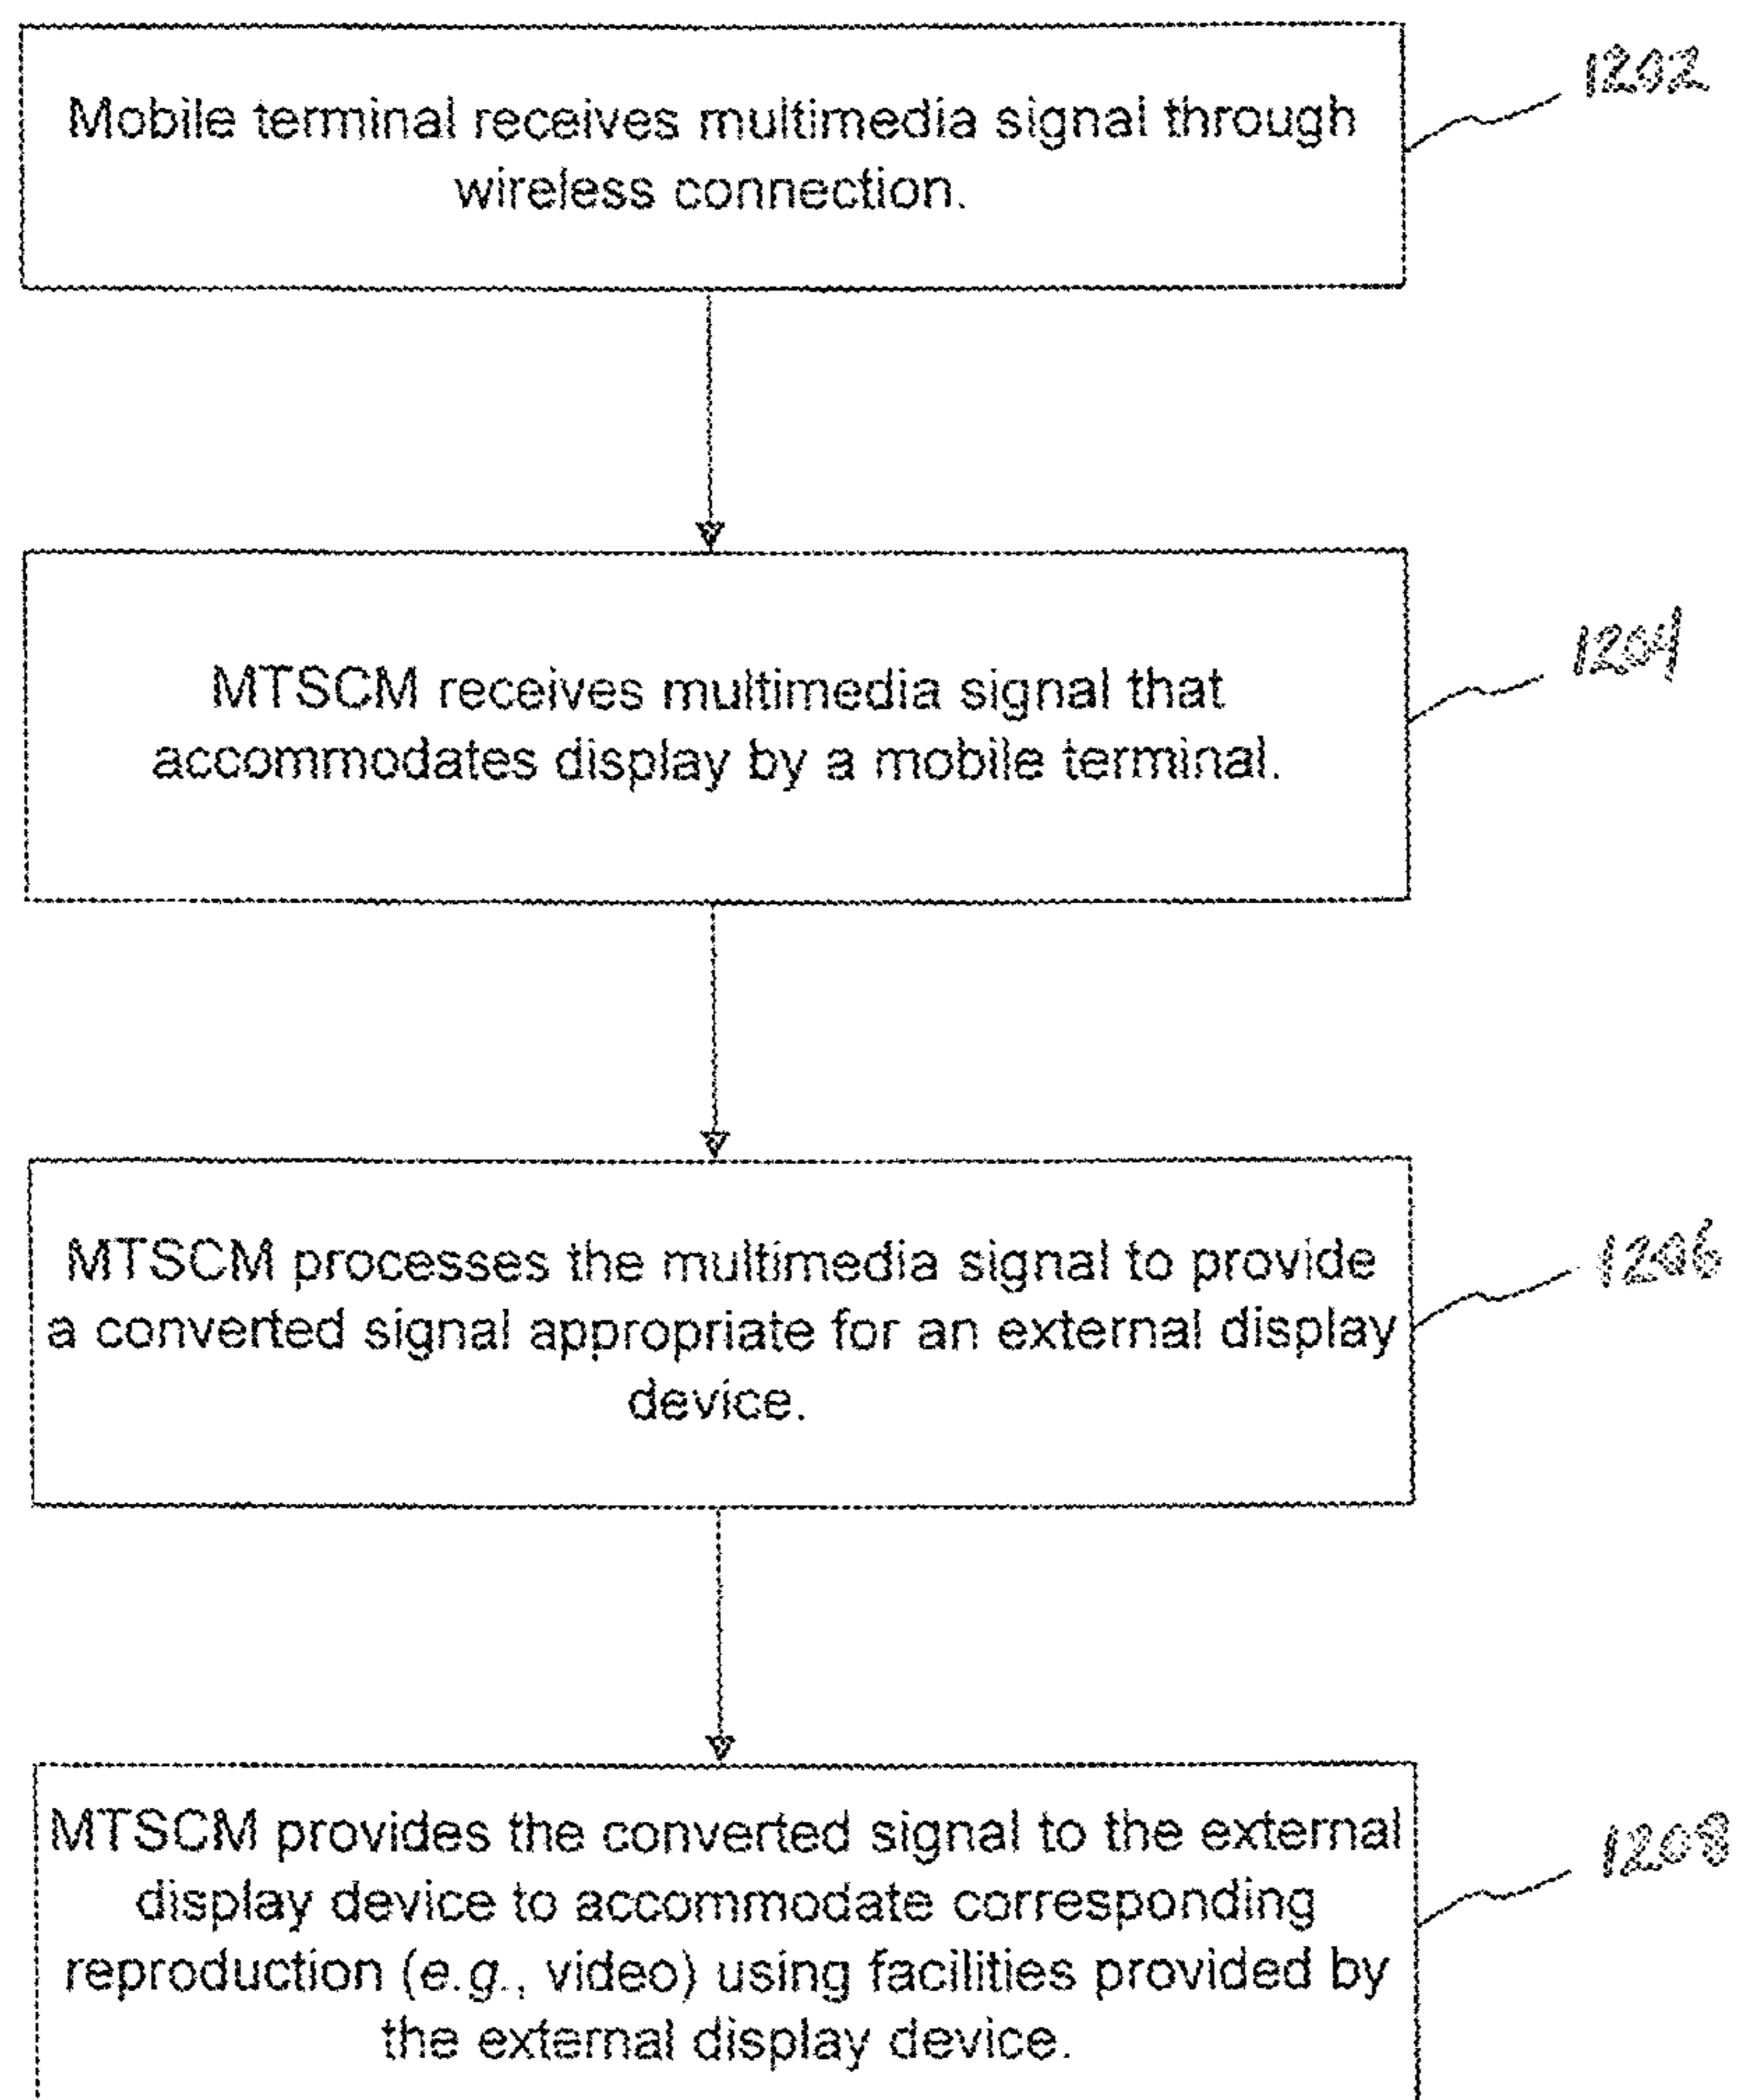 Mobile terminal receives multimedia signal through
wireless connection.
1202
MTSCM receives multimedia signal that
accommodates display by a mobile terminal.
1204
MTSCM processes the multimedia signal to provide
a converted signal appropriate for an external display
device.
1206
MTSCM provides the converted signal to the external
display device to accommodate corresponding
reproduction (e.g., video) using facilities provided by
the external display device.
1208